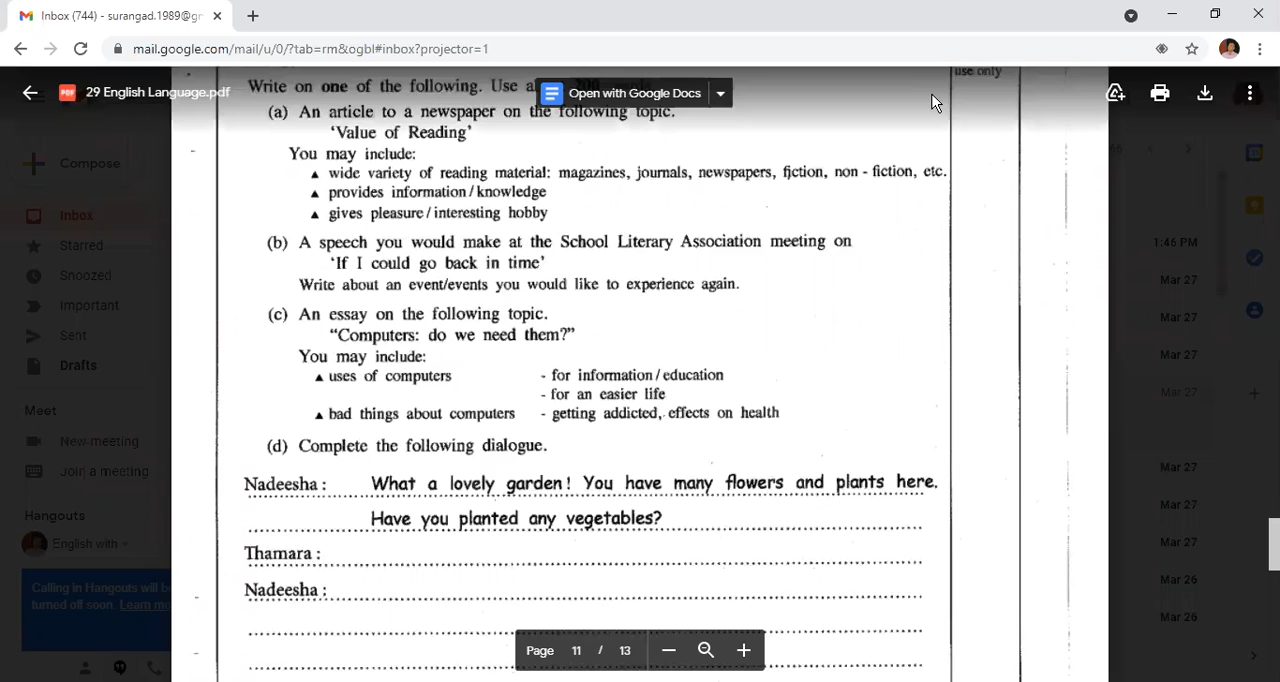 Inbox (744) - surangad.1989@gr
mail.google.com/mail/u/0/?tab=rm&ogbl#inbox?projector=1
29 English Language.pdf
Open with Google Docs
use only
Write on one of the following. Use
(a) An article to a newspaper on the following topic.
'Value of Reading'
You may include:
▲ wide variety of reading material: magazines, journals, newspapers, fiction, non - fiction, etc.
▲ provides information / knowledge
▲ gives pleasure / interesting hobby
(b) A speech you would make at the School Literary Association meeting on
'If I could go back in time'
Write about an event/events you would like to experience again.
(c) An essay on the following topic.
"Computers: do we need them?"
You may include:
▲ uses of computers - for information / education
- for an easier life
▲ bad things about computers - getting addicted, effects on health
(d) Complete the following dialogue.
Nadeesha : What a lovely garden! You have many flowers and plants here.
Have you planted any vegetables?
Thamara :
Nadeesha :
Page 11 / 13
Compose
Inbox
Starred
Snoozed
Important
Sent
Drafts
Meet
New meeting
Join a meeting
Hangouts
English with
Calling in Hangouts will b
turned off soon. Learn mo
1:46 PM
Mar 27
Mar 27
Mar 27
Mar 27
Mar 27
Mar 27
Mar 27
Mar 26
Mar 26